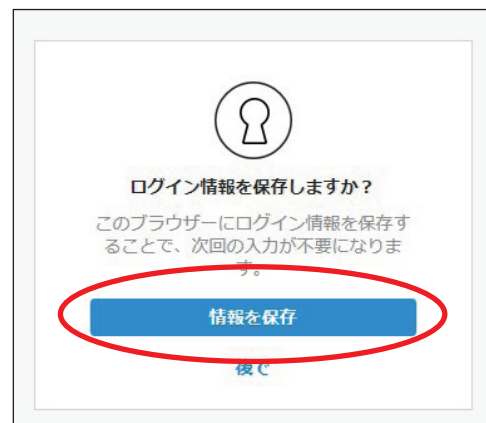 ログイン情報を保存しますか？
このブラウザーにログイン情報を保存す
ることで、次回の入力が不要になりま
す。
情報を保存
後で